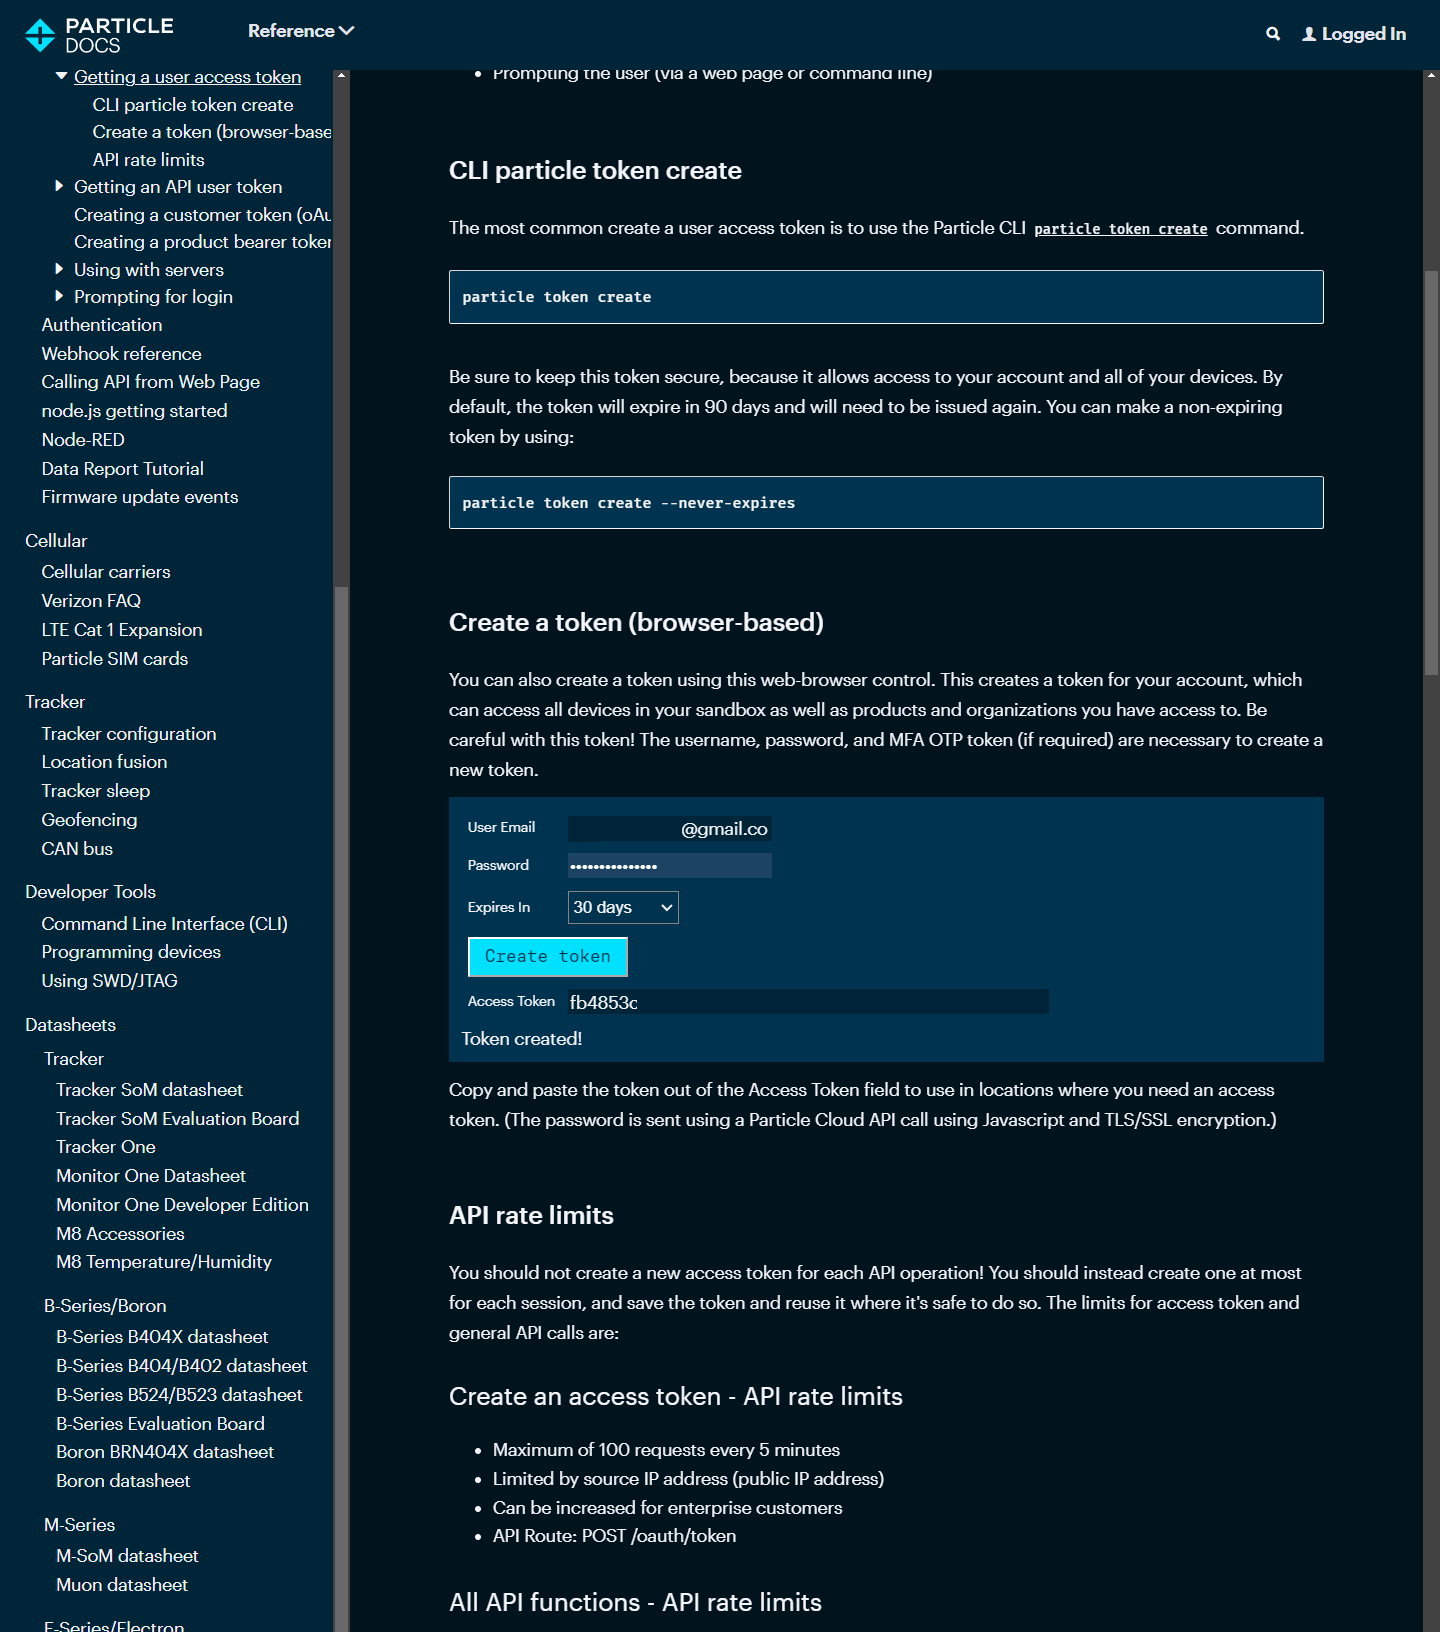 PARTICLE
DOCS
Reference
Logged In
Getting a user access token
CLI particle token create
Create a token (browser-base
API rate limits
Getting an API user token
Creating a customer token (oAu
Creating a product bearer token
Using with servers
Prompting for login
Authentication
Webhook reference
Calling API from Web Page
node.js getting started
Node-RED
Data Report Tutorial
Firmware update events
Cellular
Cellular carriers
Verizon FAQ
LTE Cat 1 Expansion
Particle SIM cards
Tracker
Tracker configuration
Location fusion
Tracker sleep
Geofencing
CAN bus
Developer Tools
Command Line Interface (CLI)
Programming devices
Using SWD/JTAG
Datasheets
Tracker
Tracker SoM datasheet
Tracker SoM Evaluation Board
Tracker One
Monitor One Datasheet
Monitor One Developer Edition
M8 Accessories
M8 Temperature/Humidity
B-Series/Boron
B-Series B404X datasheet
B-Series B404/B402 datasheet
B-Series B524/B523 datasheet
B-Series Evaluation Board
Boron BRN404X datasheet
Boron datasheet
M-Series
M-SoM datasheet
Muon datasheet
E-Series/Electron
• Prompting the user (via a web page or command line)
CLI particle token create
The most common create a user access token is to use the Particle CLI particle token create command.
particle token create
Be sure to keep this token secure, because it allows access to your account and all of your devices. By
default, the token will expire in 90 days and will need to be issued again. You can make a non-expiring
token by using:
particle token create --never-expires
Create a token (browser-based)
You can also create a token using this web-browser control. This creates a token for your account, which
can access all devices in your sandbox as well as products and organizations you have access to. Be
careful with this token! The username, password, and MFA OTP token (if required) are necessary to create a
new token.
User Email @gmail.co
Password •••••••••••••••
Expires In 30 days
Create token
Access Token fb4853c
Token created!
Copy and paste the token out of the Access Token field to use in locations where you need an access
token. (The password is sent using a Particle Cloud API call using Javascript and TLS/SSL encryption.)
API rate limits
You should not create a new access token for each API operation! You should instead create one at most
for each session, and save the token and reuse it where it's safe to do so. The limits for access token and
general API calls are:
Create an access token - API rate limits
• Maximum of 100 requests every 5 minutes
• Limited by source IP address (public IP address)
• Can be increased for enterprise customers
• API Route: POST /oauth/token
All API functions - API rate limits